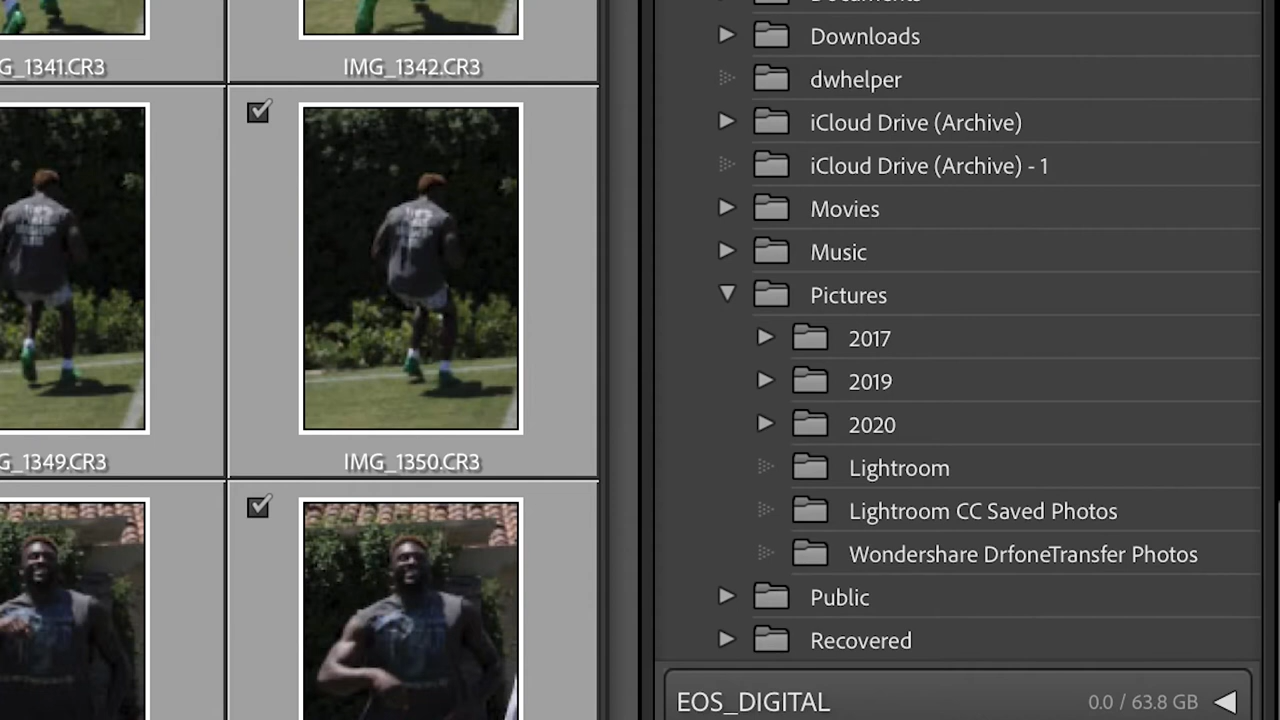 G_1341.CR3
IMG_1342.CR3
G_1349.CR3
IMG_1350.CR3
Downloads
dwhelper
iCloud Drive (Archive)
iCloud Drive (Archive) - 1
Movies
Music
Pictures
2017
2019
2020
Lightroom
Lightroom CC Saved Photos
Wondershare DrfoneTransfer Photos
Public
Recovered
EOS_DIGITAL 0.0 / 63.8 GB